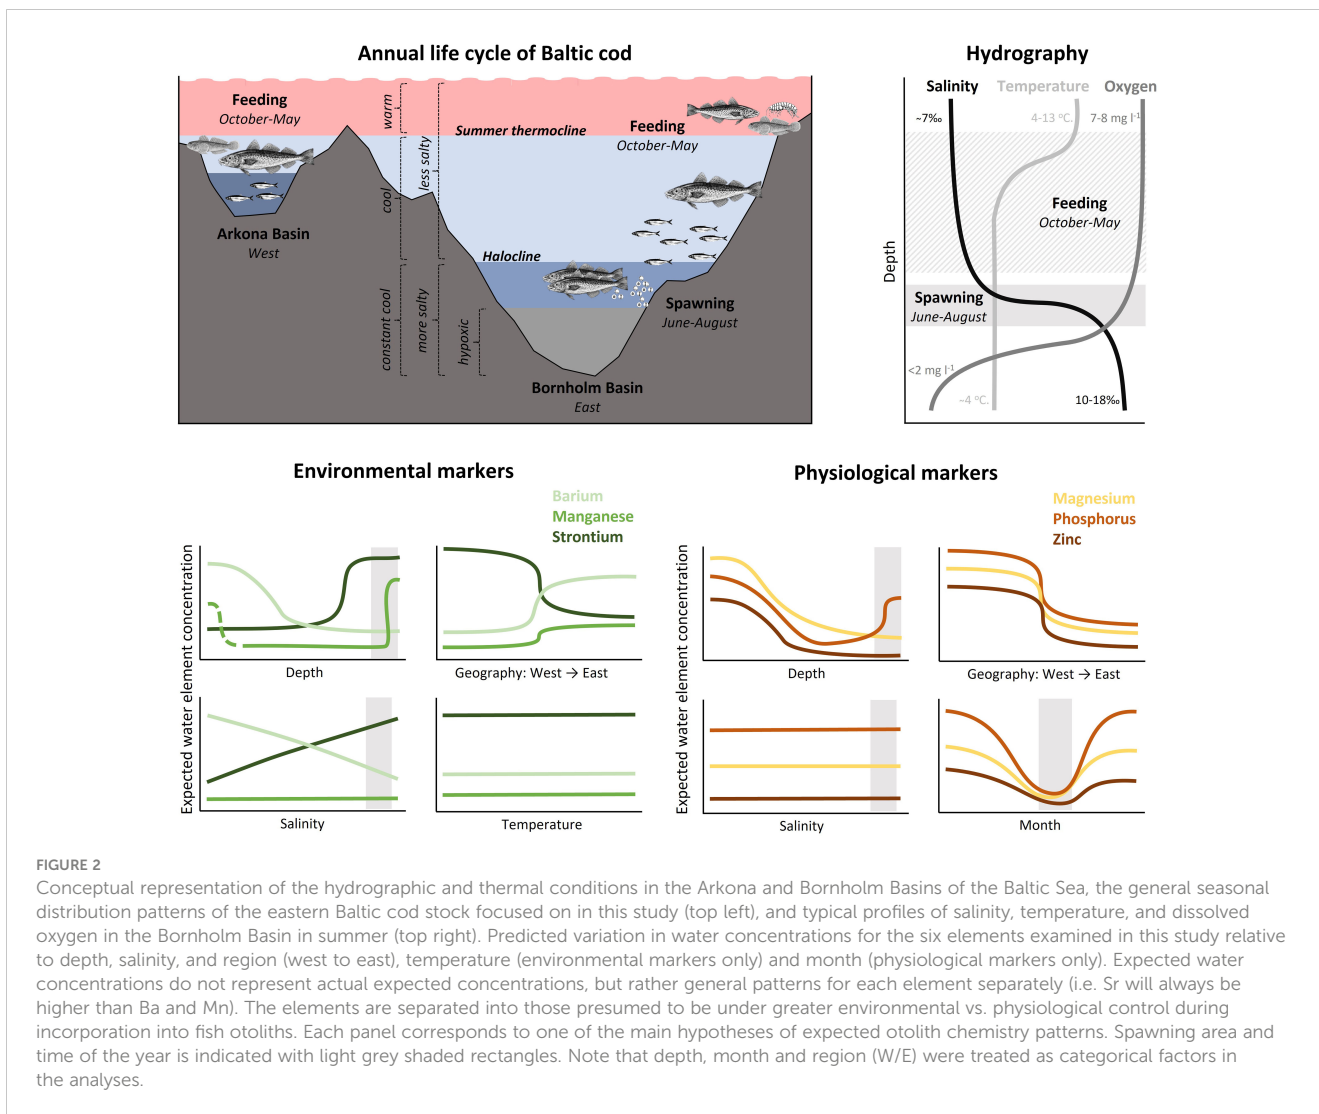 Annual life cycle of Baltic cod
Hydrography
Feeding
October-May
warm
less salty
Summer thermocline
Feeding
October-May
cool
Arkona Basin
West
Halocline
constant cool
more salty
hypoxic
Spawning
June-August
Bornholm Basin
East
Salinity Temperature Oxygen
~7‰
4-13 °C.
7-8 mg l-1
Depth
Feeding
October-May
Spawning
June-August
<2 mg l-1
~4 °C.
10-18‰
Environmental markers
Barium
Manganese
Strontium
Expected water element concentration
Depth
Geography: West → East
Salinity
Temperature
Physiological markers
Magnesium
Phosphorus
Zinc
Expected water element concentration
Depth
Geography: West → East
Salinity
Month
FIGURE 2
Conceptual representation of the hydrographic and thermal conditions in the Arkona and Bornholm Basins of the Baltic Sea, the general seasonal
distribution patterns of the eastern Baltic cod stock focused on in this study (top left), and typical profiles of salinity, temperature, and dissolved
oxygen in the Bornholm Basin in summer (top right). Predicted variation in water concentrations for the six elements examined in this study relative
to depth, salinity, and region (west to east), temperature (environmental markers only) and month (physiological markers only). Expected water
concentrations do not represent actual expected concentrations, but rather general patterns for each element separately (i.e. Sr will always be
higher than Ba and Mn). The elements are separated into those presumed to be under greater environmental vs. physiological control during
incorporation into fish otoliths. Each panel corresponds to one of the main hypotheses of expected otolith chemistry patterns. Spawning area and
time of the year is indicated with light grey shaded rectangles. Note that depth, month and region (W/E) were treated as categorical factors in
the analyses.